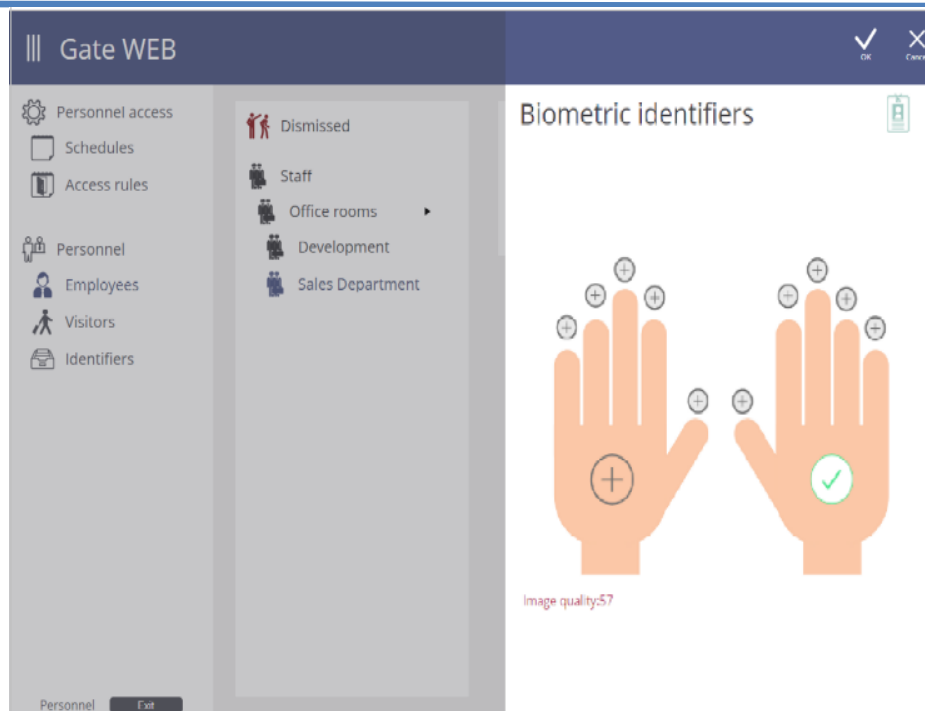 Gate WEB
OK
Cance
Personnel access
Schedules
Access rules
Personnel
Employees
Visitors
Identifiers
Personnel
Exit
Dismissed
Staff
Office rooms
Development
Sales Department
Biometric identifiers
Image quality:57